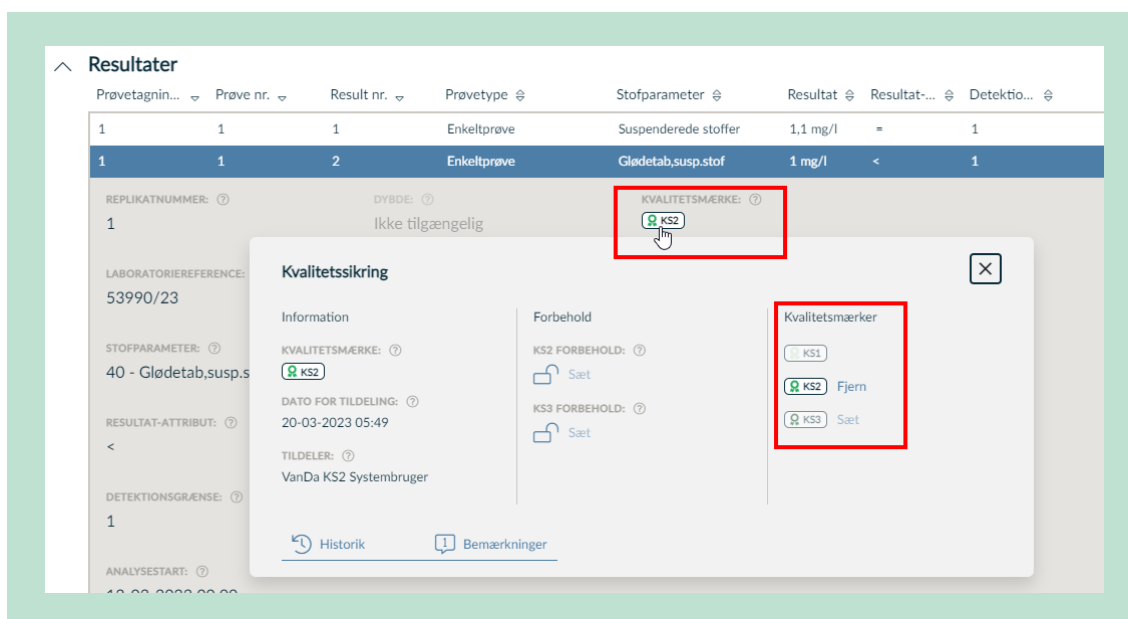 Resultater
Prøvetagnin... Prøve nr. Result nr. Prøvetype Stofparameter Resultat Resultat-... Detektio...
1 1 1 Enkeltprøve Suspenderede stoffer 1,1 mg/l = 1
1 1 2 Enkeltprøve Glødetab,susp.stof 1 mg/l < 1
REPLIKATNUMMER: DYBDE: KVALITETSMÆRKE:
1 Ikke tilgængelig KS2
LABORATORIEREFERENCE:
53990/23
STOFPARAMETER:
40 - Glødetab,susp.s
RESULTAT-ATTRIBUT:
<
DETEKTIONSGRÆNSE:
1
ANALYSESTART:
Kvalitetssikring
Information
KVALITETSMÆRKE:
KS2
DATO FOR TILDELING:
20-03-2023 05:49
TILDELER:
VanDa KS2 Systembruger
Forbehold
KS2 FORBEHOLD:
Sæt
KS3 FORBEHOLD:
Sæt
Kvalitetsmærker
KS1
KS2 Fjern
KS3 Sæt
Historik 1 Bemærkninger